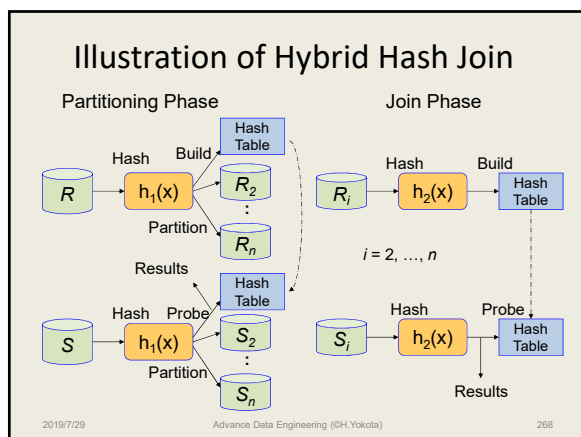 Illustration of Hybrid Hash Join
Partitioning Phase
Hash
Table
Build
Hash
R
h1(x)
R2
:
Partition
Rn
Results
Hash
Table
Hash
Probe
S
h1(x)
S2
:
Partition
Sn
Join Phase
Hash
Build
Ri
h2(x)
Hash
Table
i = 2, …, n
Hash
Probe
Si
h2(x)
Hash
Table
Results
2019/7/29
Advance Data Engineering (©H.Yokota)
268